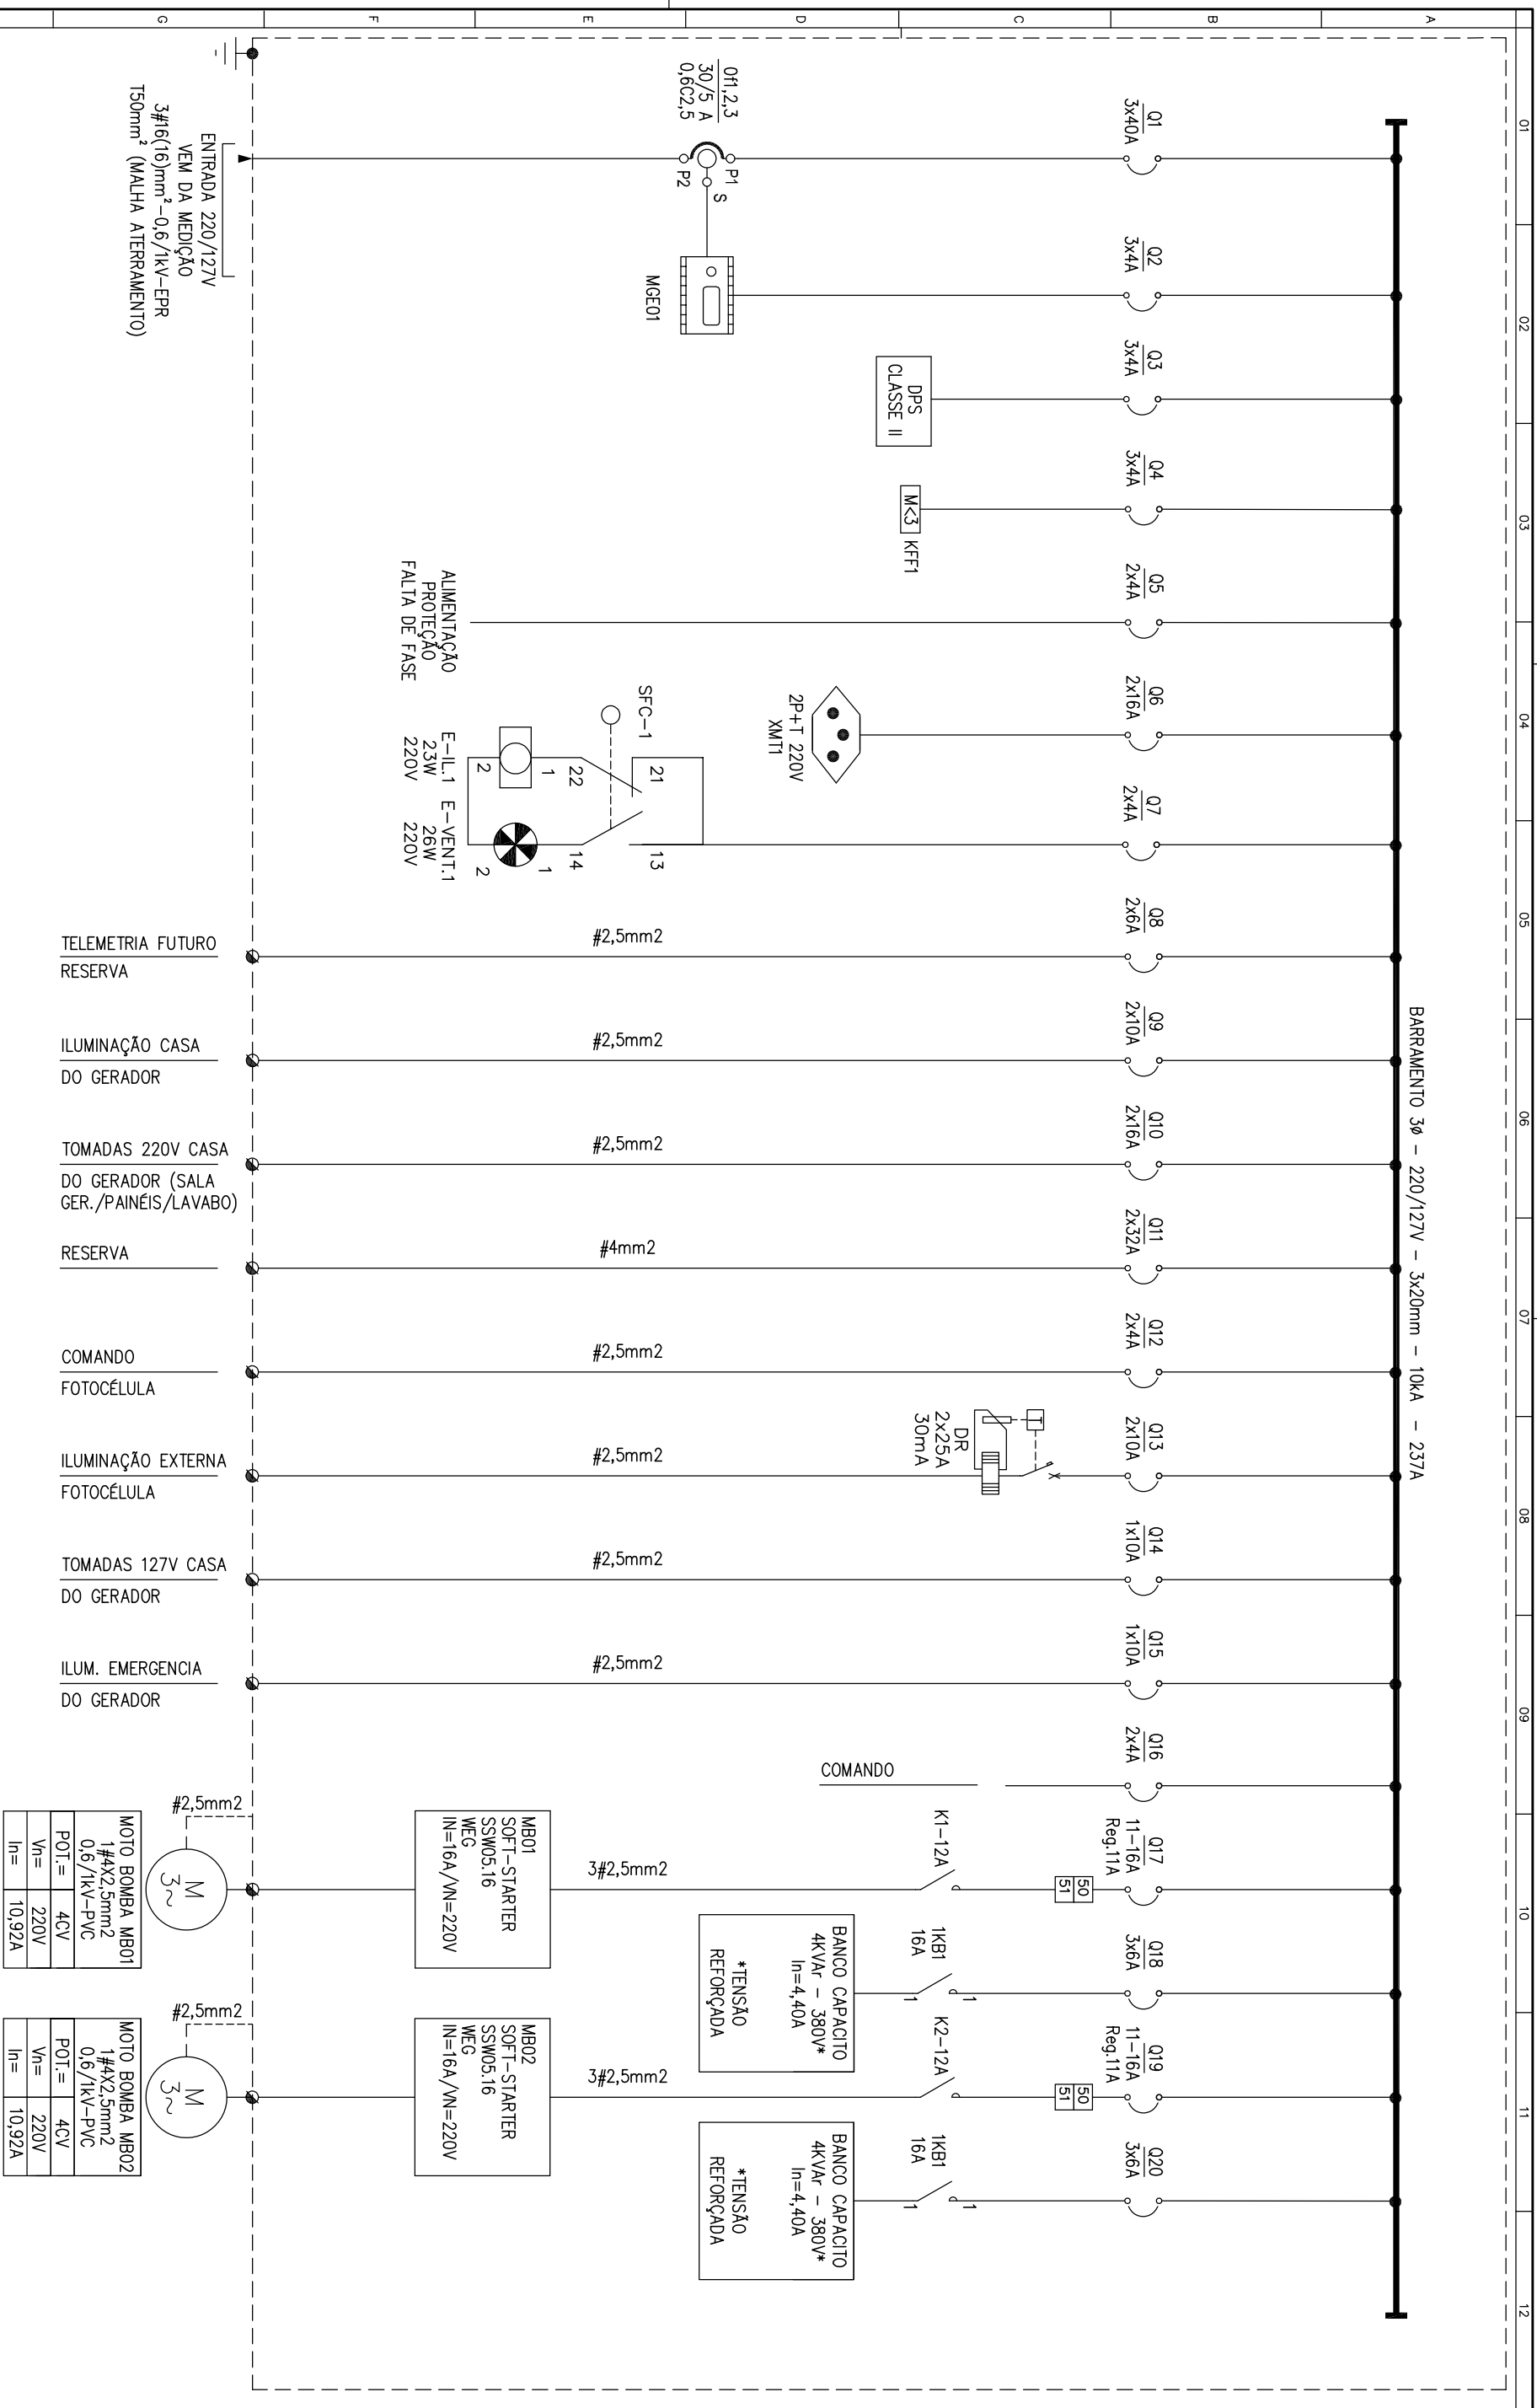 01
02
03
04
05
06
07
08
09
10
11
12
A
B
C
D
E
F
G
BARRAMENTO 3ø - 220/127V - 3x20mm - 10kA - 237A
Q1
3x40A
0f1,2,3
30/5 A
0,6C2,5
P1
S
P2
ENTRADA 220/127V
VEM DA MEDIÇÃO
3#16(16)mm²-0,6/1kV-EPR
T50mm² (MALHA ATERRAMENTO)
Q2
3x4A
MGE01
Q3
3x4A
DPS
CLASSE II
Q4
3x4A
M<3
KFF1
Q5
2x4A
ALIMENTAÇÃO
PROTEÇÃO
FALTA DE FASE
Q6
2x16A
2P+T 220V
XMT1
Q7
2x4A
SFC-1
21
13
22
14
1
1
2
2
E-IL.1
23W
220V
E-VENT.1
26W
220V
Q8
2x6A
#2,5mm2
TELEMETRIA FUTURO
RESERVA
Q9
2x10A
#2,5mm2
ILUMINAÇÃO CASA
DO GERADOR
Q10
2x16A
#2,5mm2
TOMADAS 220V CASA
DO GERADOR (SALA
GER./PAINÉIS/LAVABO)
Q11
2x32A
#4mm2
RESERVA
Q12
2x4A
#2,5mm2
COMANDO
FOTOCÉLULA
Q13
2x10A
DR
2x25A
30mA
#2,5mm2
ILUMINAÇÃO EXTERNA
FOTOCÉLULA
Q14
1x10A
#2,5mm2
TOMADAS 127V CASA
DO GERADOR
Q15
1x10A
#2,5mm2
ILUM. EMERGENCIA
DO GERADOR
Q16
2x4A
COMANDO
Q17
11-16A
Reg.11A
50
51
K1-12A
3#2,5mm2
MB01
SOFT-STARTER
SSW05.16
WEG
IN=16A/VN=220V
#2,5mm2
M
3~
MOTO BOMBA MB01
1#4X2,5mm2
0,6/1kV-PVC
POT.= 4CV
Vn= 220V
In= 10,92A
Q18
3x6A
1KB1
16A
1
1
BANCO CAPACITO
4KVAr - 380V*
In=4,40A
*TENSÃO
REFORÇADA
Q19
11-16A
Reg.11A
50
51
K2-12A
3#2,5mm2
MB02
SOFT-STARTER
SSW05.16
WEG
IN=16A/VN=220V
#2,5mm2
M
3~
MOTO BOMBA MB02
1#4X2,5mm2
0,6/1kV-PVC
POT.= 4CV
Vn= 220V
In= 10,92A
Q20
3x6A
1KB1
16A
1
1
BANCO CAPACITO
4KVAr - 380V*
In=4,40A
*TENSÃO
REFORÇADA